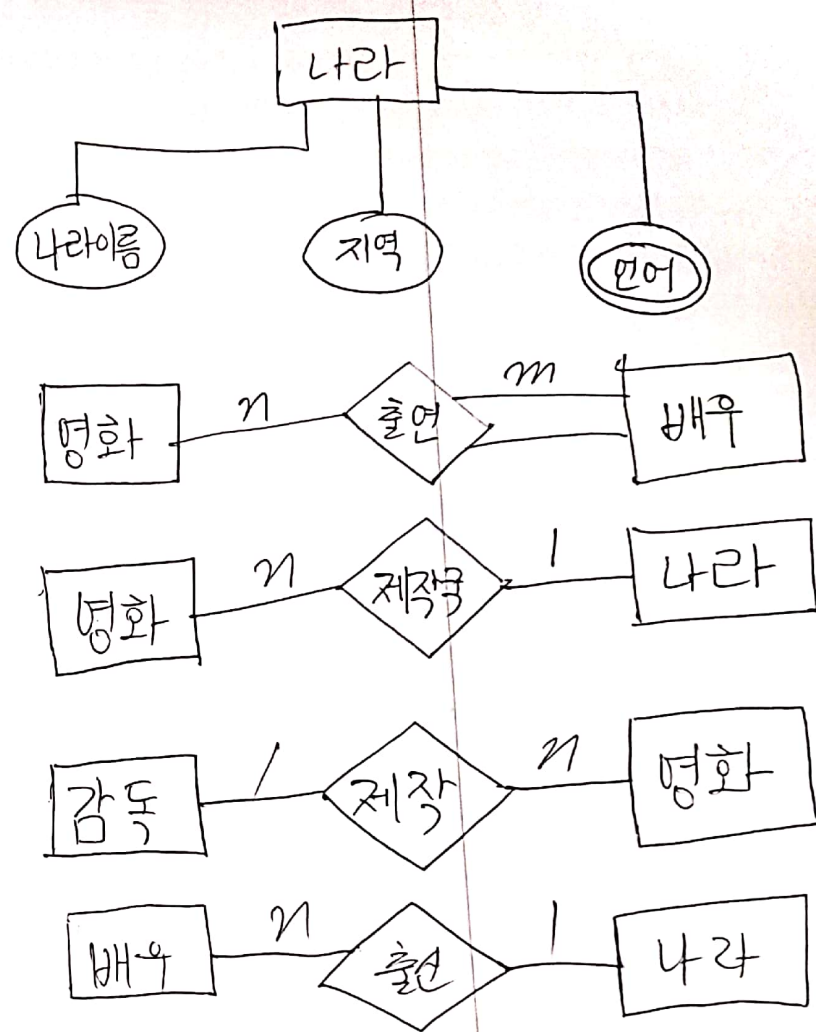 나라
나라이름 지역 언어
영화 n 출연 m 배우
영화 n 제작국 1 나라
감독 1 제작 n 영화
배우 n 출신 1 나라